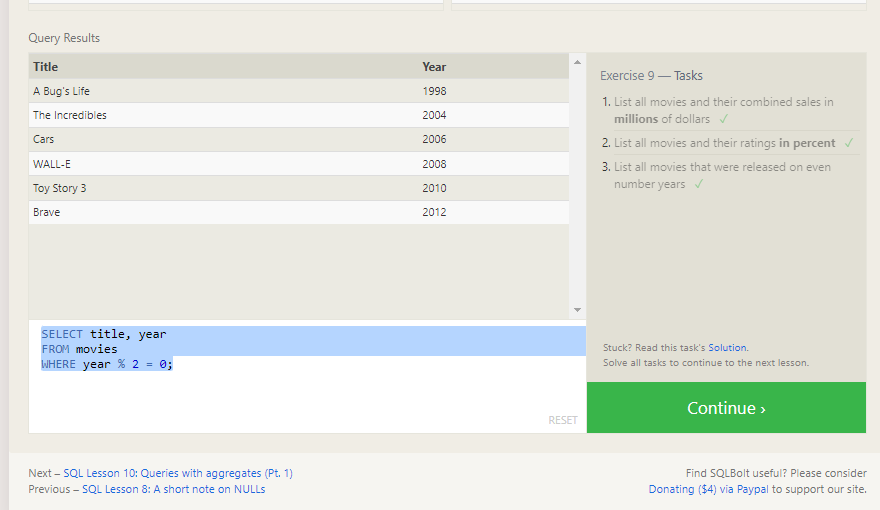 Query Results
Title Year
A Bug's Life 1998
The Incredibles 2004
Cars 2006
WALL-E 2008
Toy Story 3 2010
Brave 2012
SELECT title, year
FROM movies
WHERE year % 2 = 0;
RESET
Exercise 9 — Tasks
1. List all movies and their combined sales in
millions of dollars ✓
2. List all movies and their ratings in percent ✓
3. List all movies that were released on even
number years ✓
Stuck? Read this task's Solution.
Solve all tasks to continue to the next lesson.
Continue ›
Next – SQL Lesson 10: Queries with aggregates (Pt. 1)
Previous – SQL Lesson 8: A short note on NULLs
Find SQLBolt useful? Please consider
Donating ($4) via Paypal to support our site.